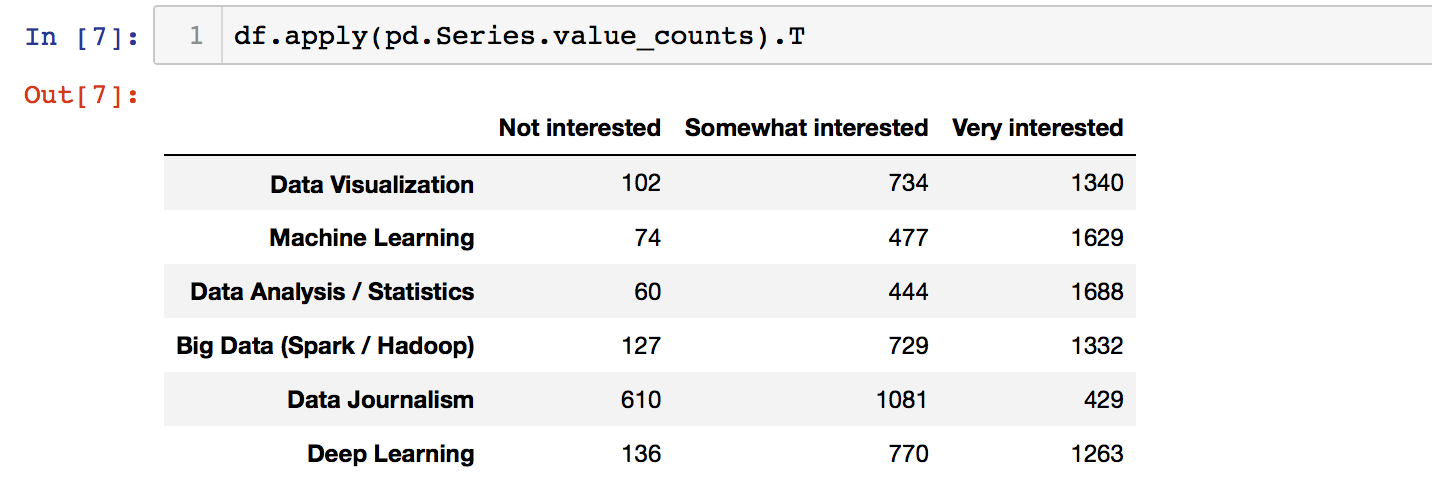 In [7]: 1 df.apply(pd.Series.value_counts).T
Out[7]:
Not interested Somewhat interested Very interested
Data Visualization 102 734 1340
Machine Learning 74 477 1629
Data Analysis / Statistics 60 444 1688
Big Data (Spark / Hadoop) 127 729 1332
Data Journalism 610 1081 429
Deep Learning 136 770 1263